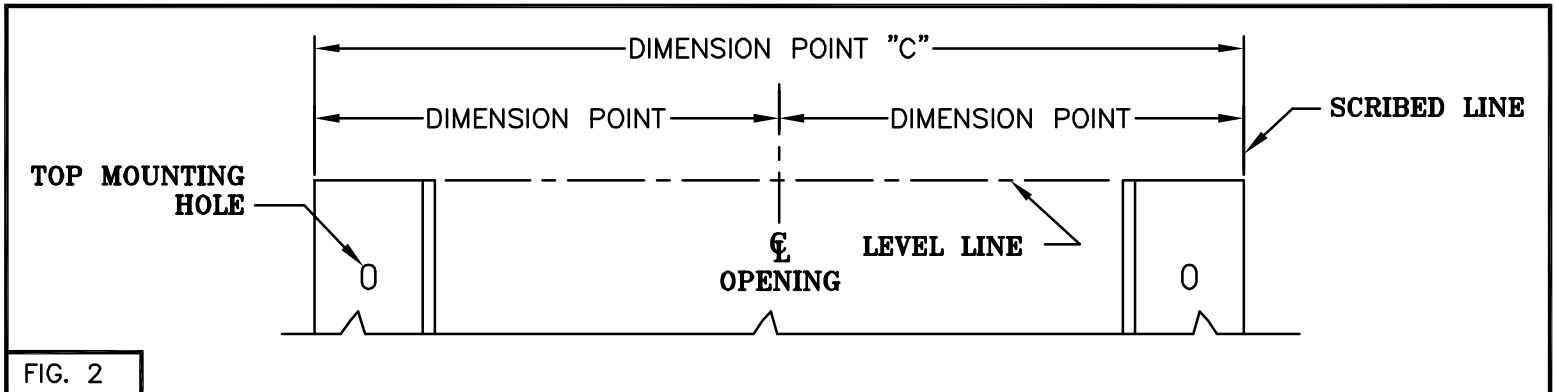 DIMENSION POINT "C"
DIMENSION POINT
DIMENSION POINT
SCRIBED LINE
TOP MOUNTING
HOLE
℄
OPENING
LEVEL LINE
FIG. 2